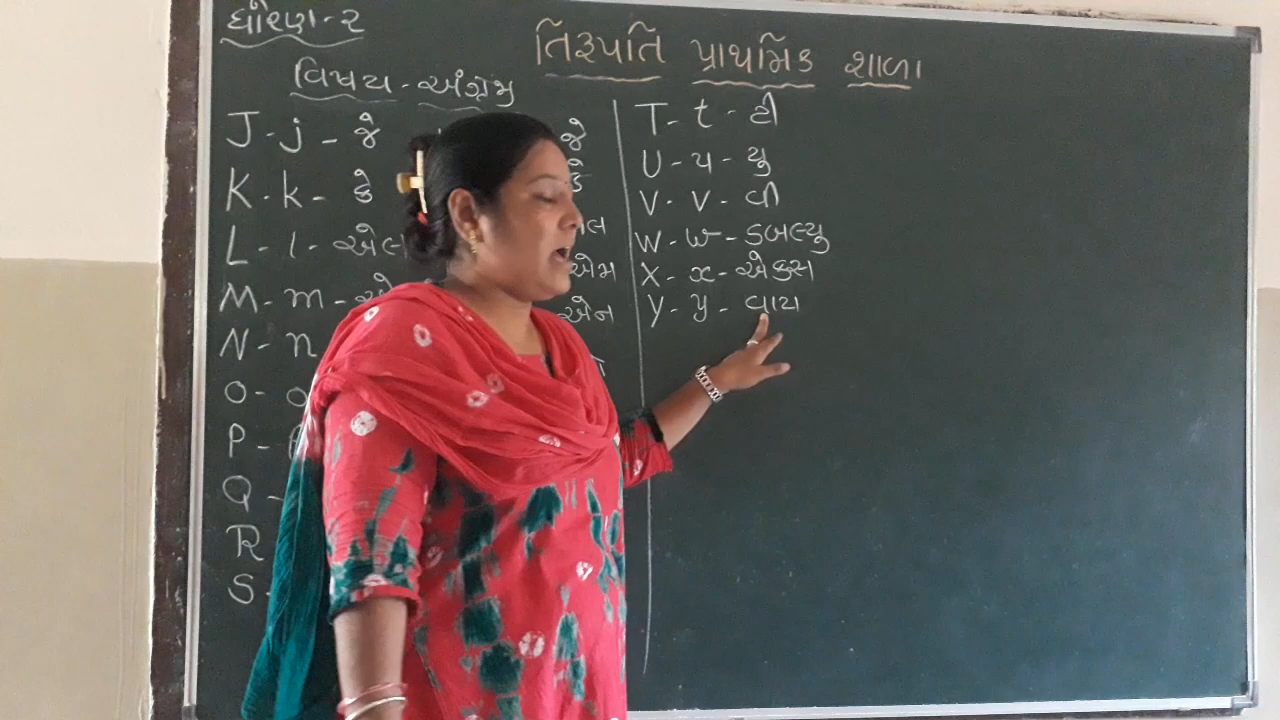 ધોરણ-૨
તિરૂપતિ પ્રાથમિક શાળા
વિષય - અંગ્રેજી
J - j - જે
K - k - કે
L - l - એલ
M - m - એ
N - n
O - o
P -
Q -
R
S -
જે
કે
લ
એમ
એન
T - t - ટી
U - u - યુ
V - v - વી
W - w - ડબલ્યુ
X - x - એક્સ
Y - y - વાય